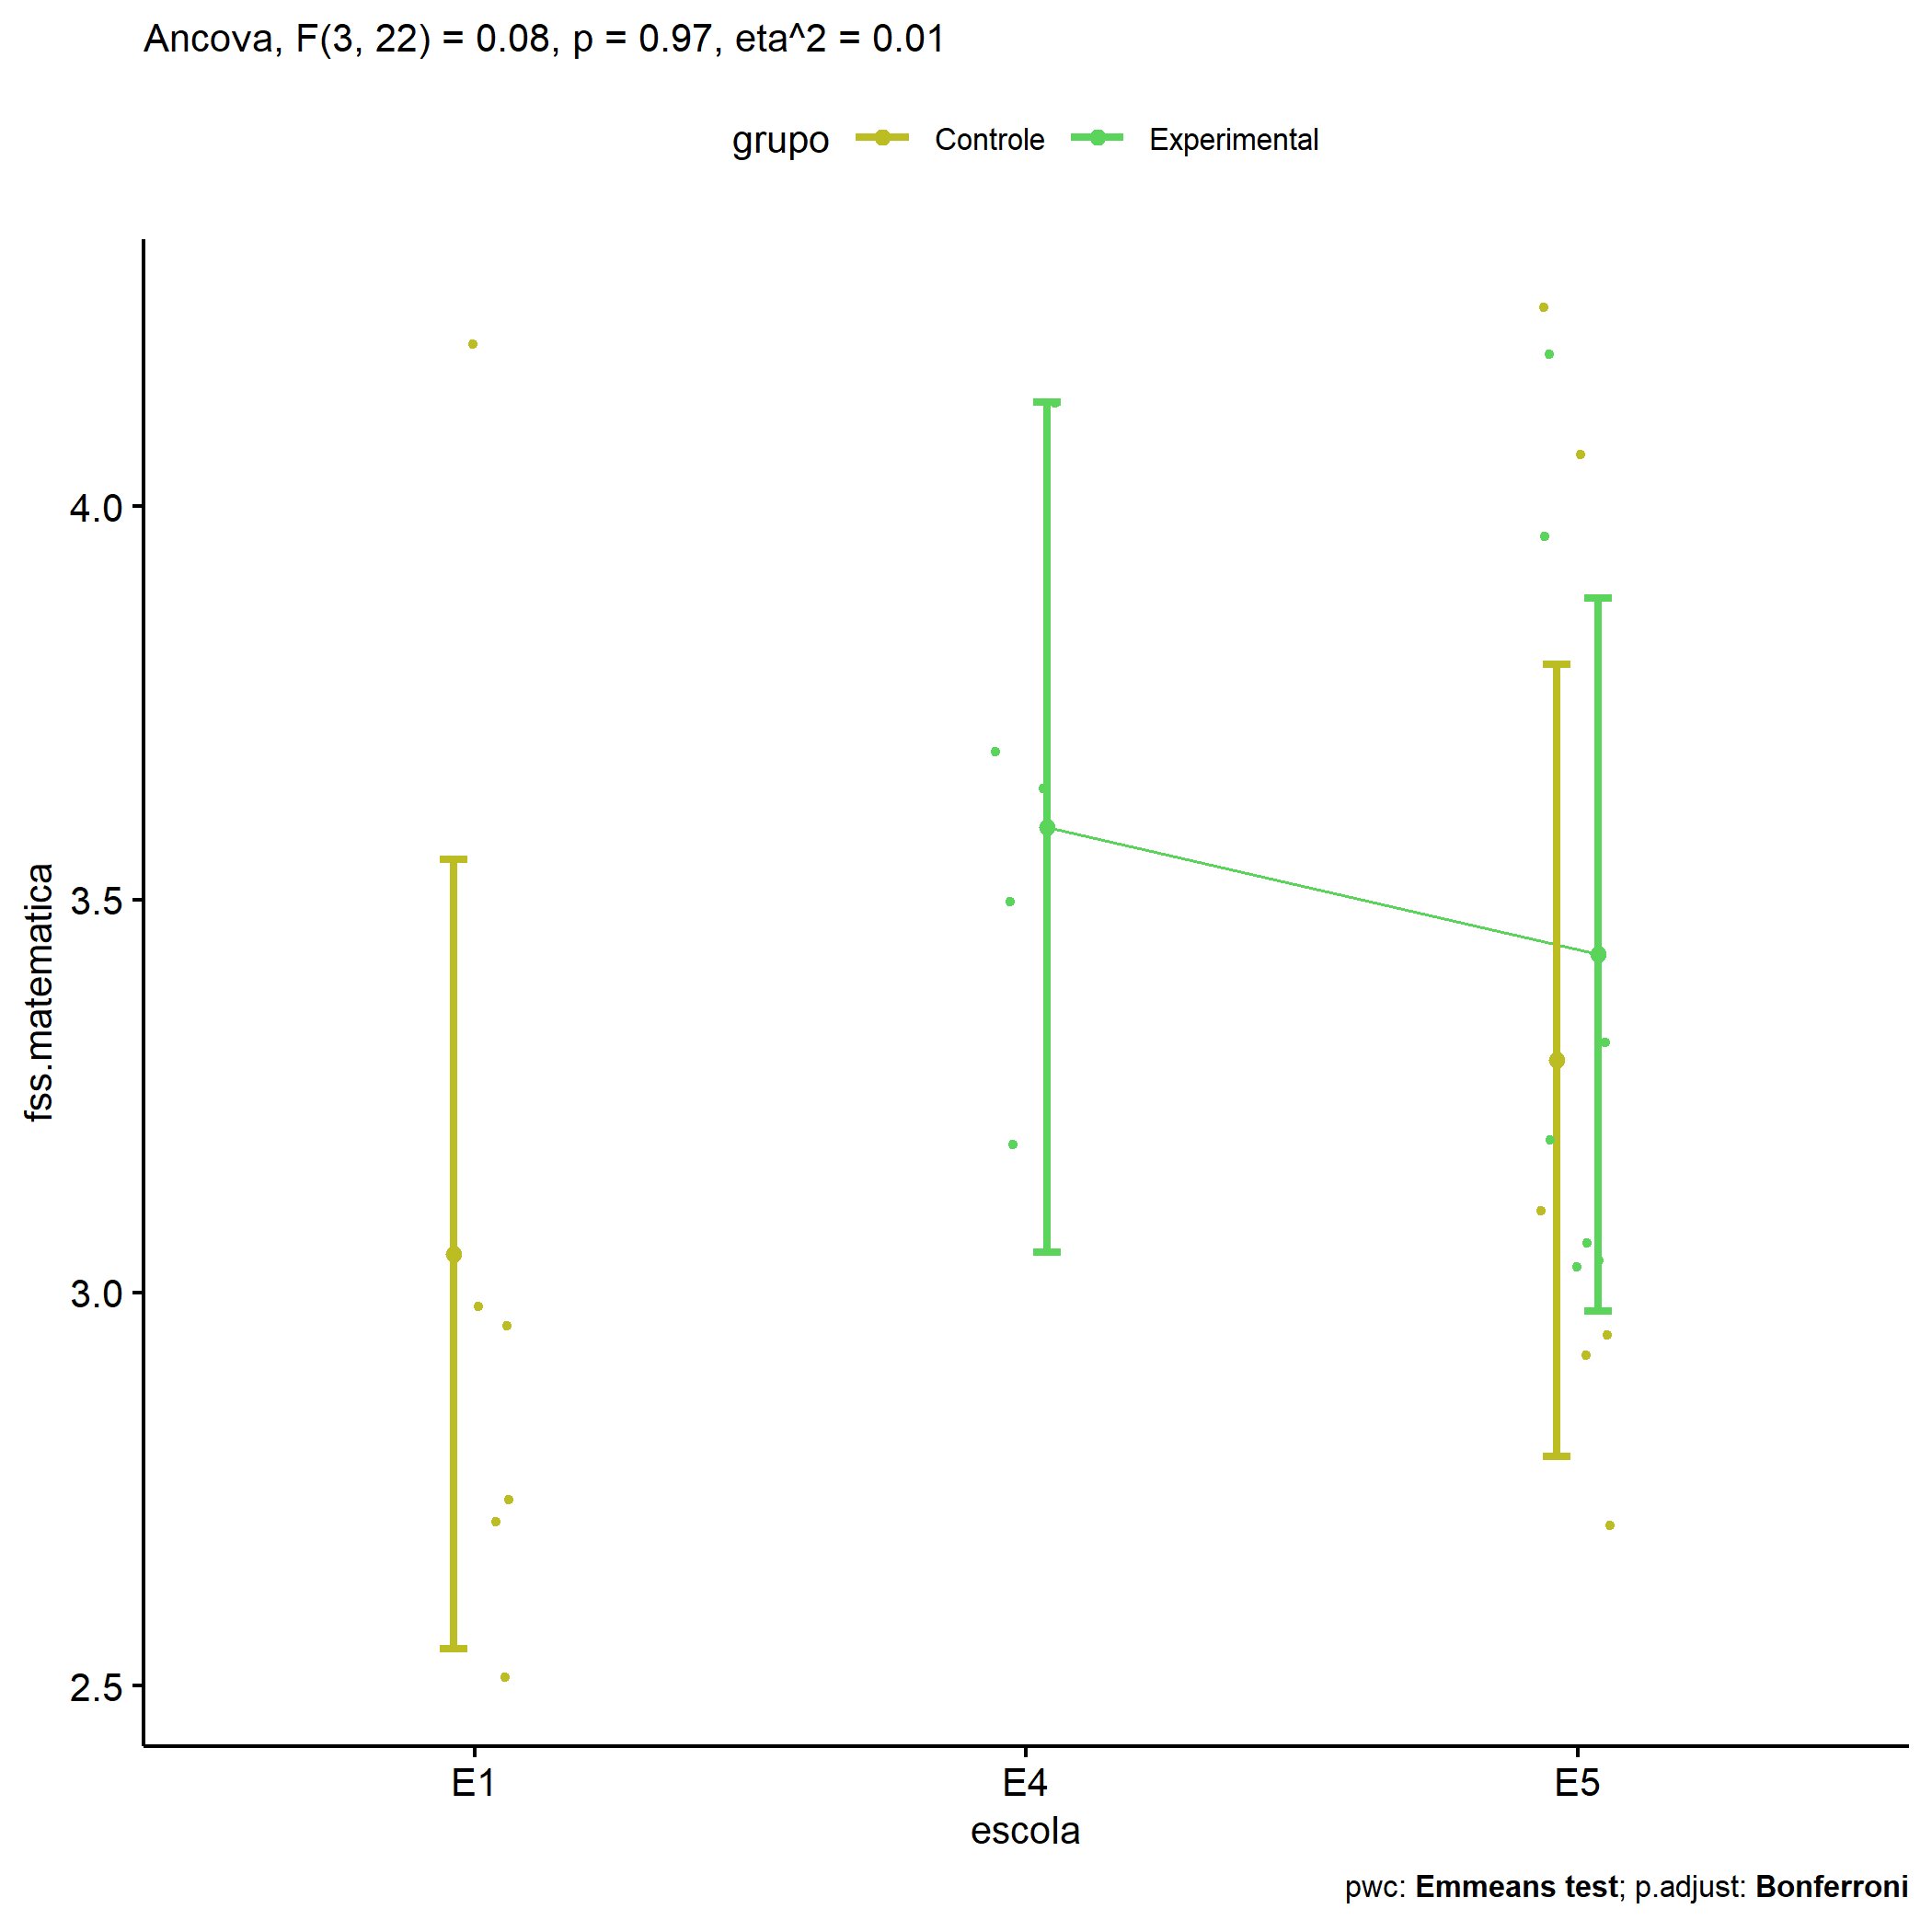 Ancova, F(3, 22) = 0.08, p = 0.97, eta^2 = 0.01
grupo Controle Experimental
fss.matematica
4.0
3.5
3.0
2.5
E1 E4 E5
escola
pwc: Emmeans test; p.adjust: Bonferroni